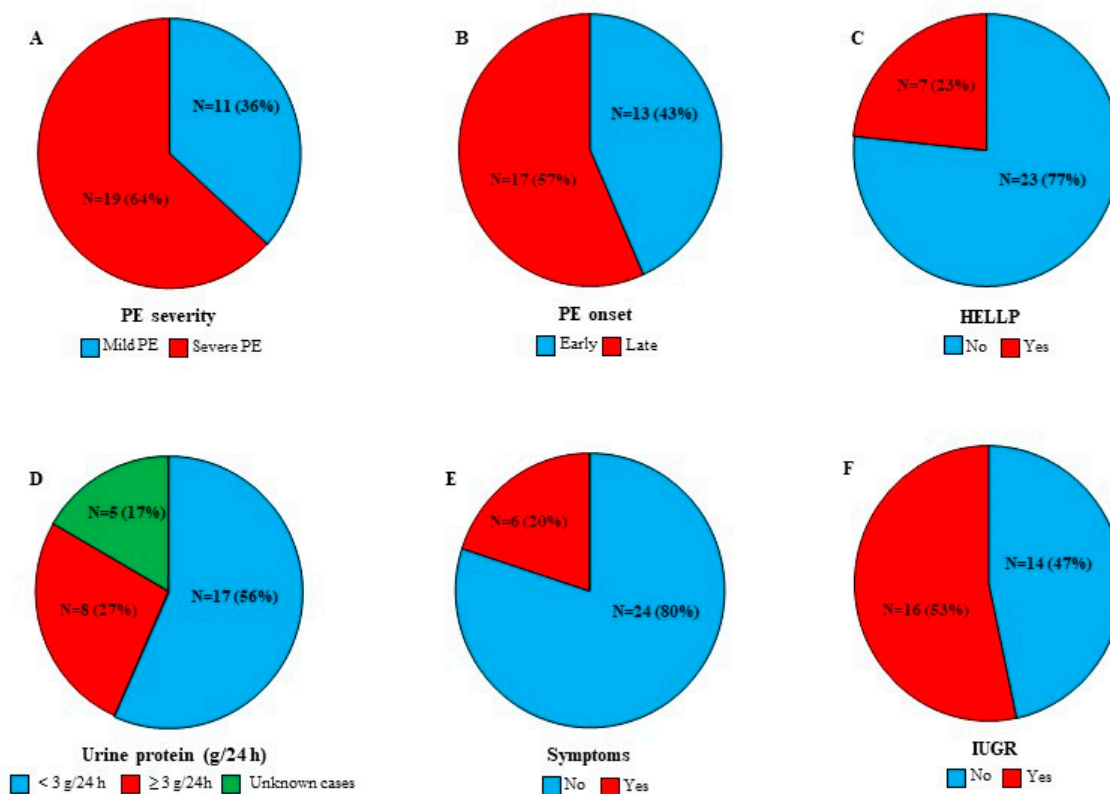 A
N=11 (36%)
N=19 (64%)
PE severity
Mild PE Severe PE
B
N=13 (43%)
N=17 (57%)
PE onset
Early Late
C
N=7 (23%)
N=23 (77%)
HELLP
No Yes
D
N=5 (17%)
N=8 (27%)
N=17 (56%)
Urine protein (g/24 h)
< 3 g/24 h ≥ 3 g/24h Unknown cases
E
N=6 (20%)
N=24 (80%)
Symptoms
No Yes
F
N=14 (47%)
N=16 (53%)
IUGR
No Yes